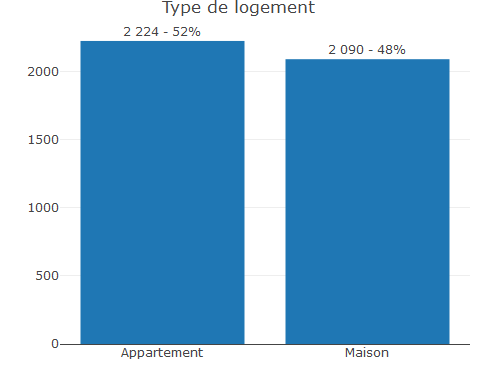 Type de logement
2 224 - 52%
2 090 - 48%
2000
1500
1000
500
0
Appartement
Maison